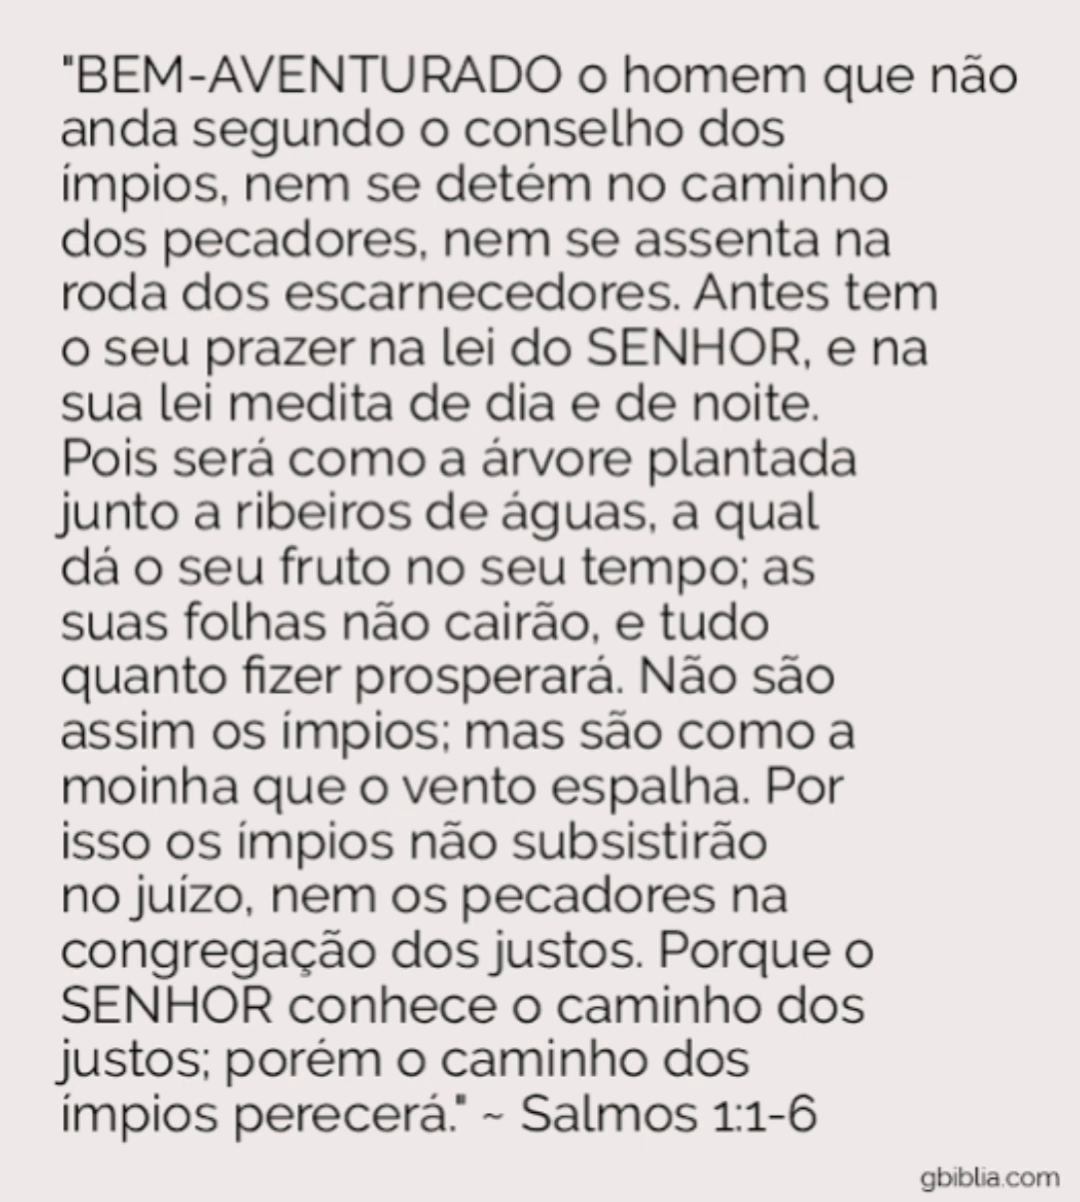 "BEM-AVENTURADO o homem que não
anda segundo o conselho dos
ímpios, nem se detém no caminho
dos pecadores, nem se assenta na
roda dos escarnecedores. Antes tem
o seu prazer na lei do SENHOR, e na
sua lei medita de dia e de noite.
Pois será como a árvore plantada
junto a ribeiros de águas, a qual
dá o seu fruto no seu tempo; as
suas folhas não cairão, e tudo
quanto fizer prosperará. Não são
assim os ímpios; mas são como a
moinha que o vento espalha. Por
isso os ímpios não subsistirão
no juízo, nem os pecadores na
congregação dos justos. Porque o
SENHOR conhece o caminho dos
justos; porém o caminho dos
ímpios perecerá." ~ Salmos 1:1-6
gbiblia.com